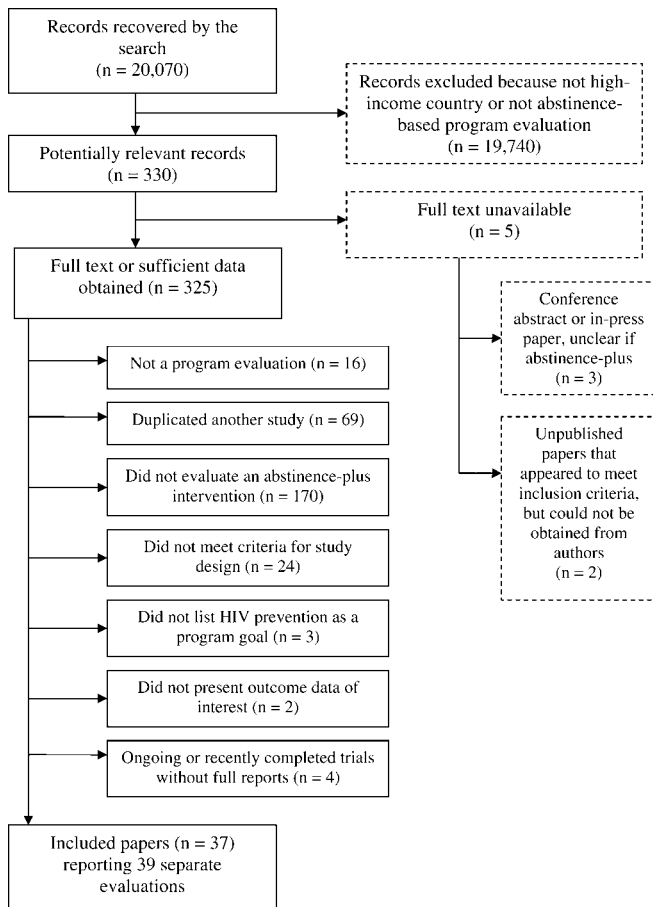 Records recovered by the
search
(n = 20,070)
Records excluded because not high-
income country or not abstinence-
based program evaluation
(n = 19,740)
Potentially relevant records
(n = 330)
Full text unavailable
(n = 5)
Full text or sufficient data
obtained (n = 325)
Conference
abstract or in-press
paper, unclear if
abstinence-plus
(n = 3)
Unpublished
papers that
appeared to meet
inclusion criteria,
but could not be
obtained from
authors
(n = 2)
Not a program evaluation (n = 16)
Duplicated another study (n = 69)
Did not evaluate an abstinence-plus
intervention (n = 170)
Did not meet criteria for study
design (n = 24)
Did not list HIV prevention as a
program goal (n = 3)
Did not present outcome data of
interest (n = 2)
Ongoing or recently completed trials
without full reports (n = 4)
Included papers (n = 37)
reporting 39 separate
evaluations